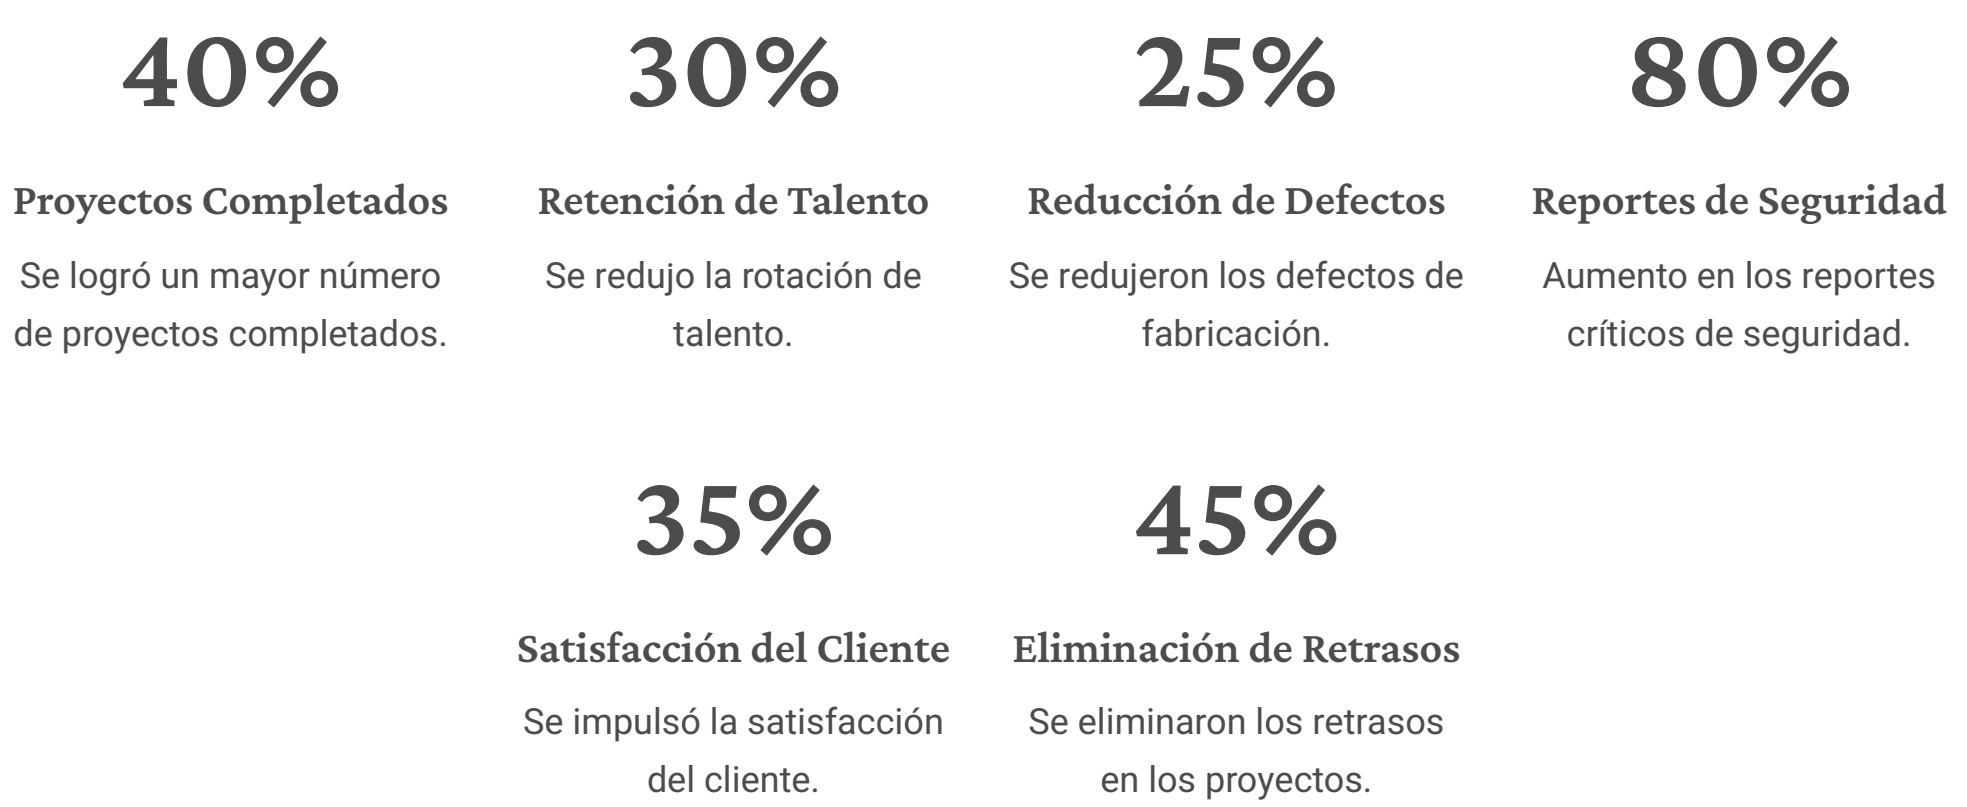 40%
30%
25%
80%
Proyectos Completados
Retención de Talento
Reducción de Defectos
Reportes de Seguridad
Se logró un mayor número
de proyectos completados.
Se redujo la rotación de
talento.
Se redujeron los defectos de
fabricación.
Aumento en los reportes
críticos de seguridad.
35%
45%
Satisfacción del Cliente
Eliminación de Retrasos
Se impulsó la satisfacción
del cliente.
Se eliminaron los retrasos
en los proyectos.